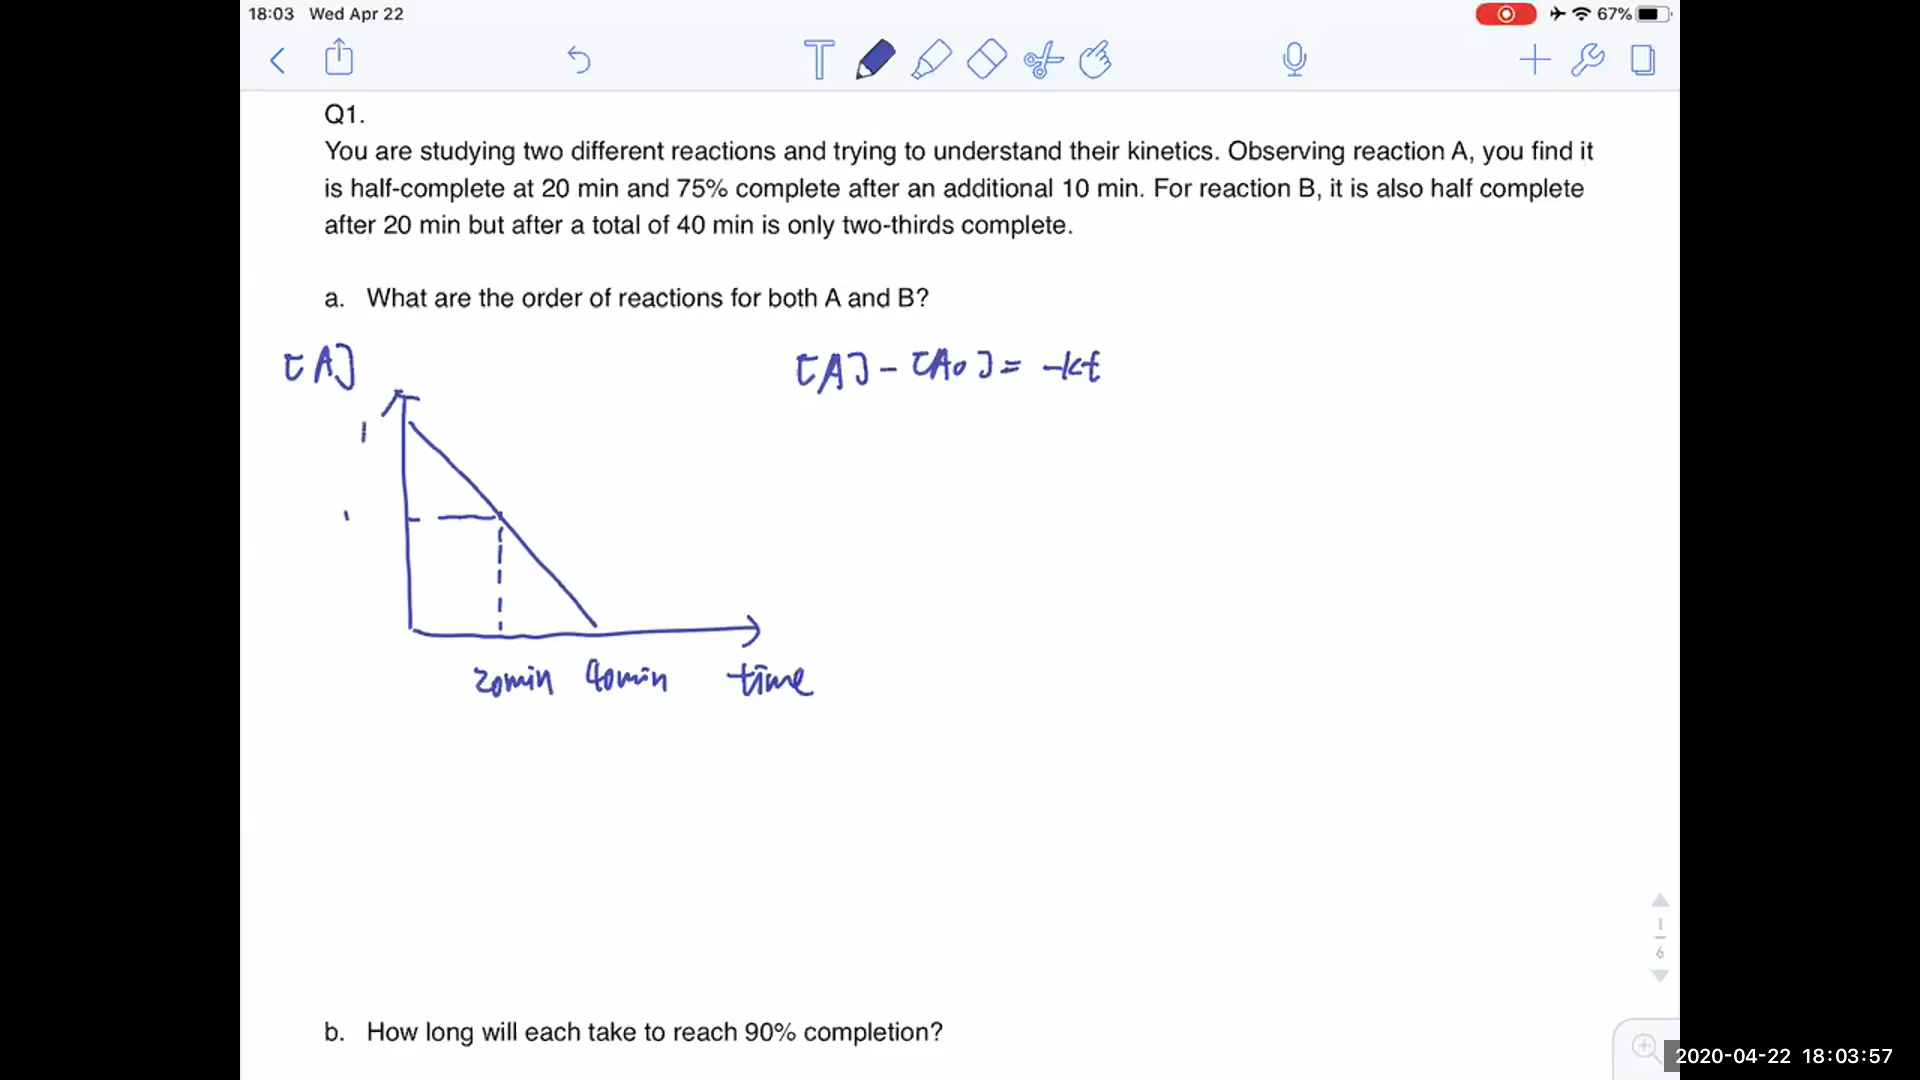 18:03 Wed Apr 22
67%
T
Q1.
You are studying two different reactions and trying to understand their kinetics. Observing reaction A, you find it
is half-complete at 20 min and 75% complete after an additional 10 min. For reaction B, it is also half complete
after 20 min but after a total of 40 min is only two-thirds complete.
a. What are the order of reactions for both A and B?
[A]
[A] - [A0] = -kt
1
20min 40min time
1
6
b. How long will each take to reach 90% completion?
2020-04-22 18:03:57